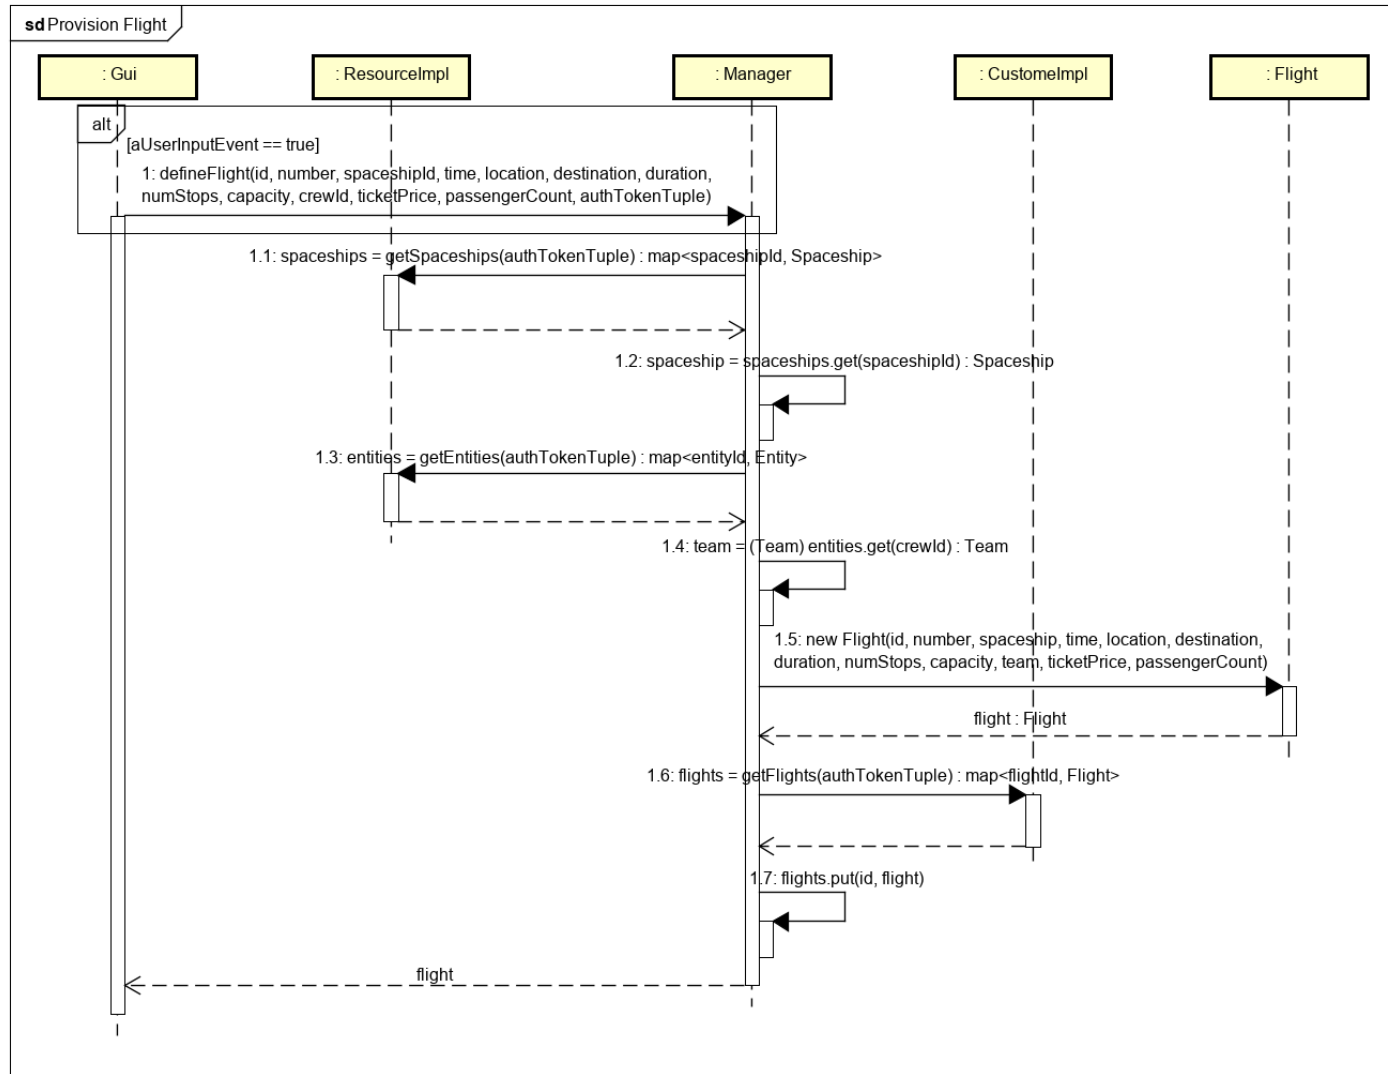 sd Provision Flight
: Gui
: ResourceImpl
: Manager
: CustomeImpl
: Flight
alt
[aUserInputEvent == true]
1: defineFlight(id, number, spaceshipId, time, location, destination, duration,
numStops, capacity, crewId, ticketPrice, passengerCount, authTokenTuple)
1.1: spaceships = getSpaceships(authTokenTuple) : map<spaceshipId, Spaceship>
1.2: spaceship = spaceships.get(spaceshipId) : Spaceship
1.3: entities = getEntities(authTokenTuple) : map<entityId, Entity>
1.4: team = (Team) entities.get(crewId) : Team
1.5: new Flight(id, number, spaceship, time, location, destination,
duration, numStops, capacity, team, ticketPrice, passengerCount)
flight : Flight
1.6: flights = getFlights(authTokenTuple) : map<flightId, Flight>
1.7: flights.put(id, flight)
flight